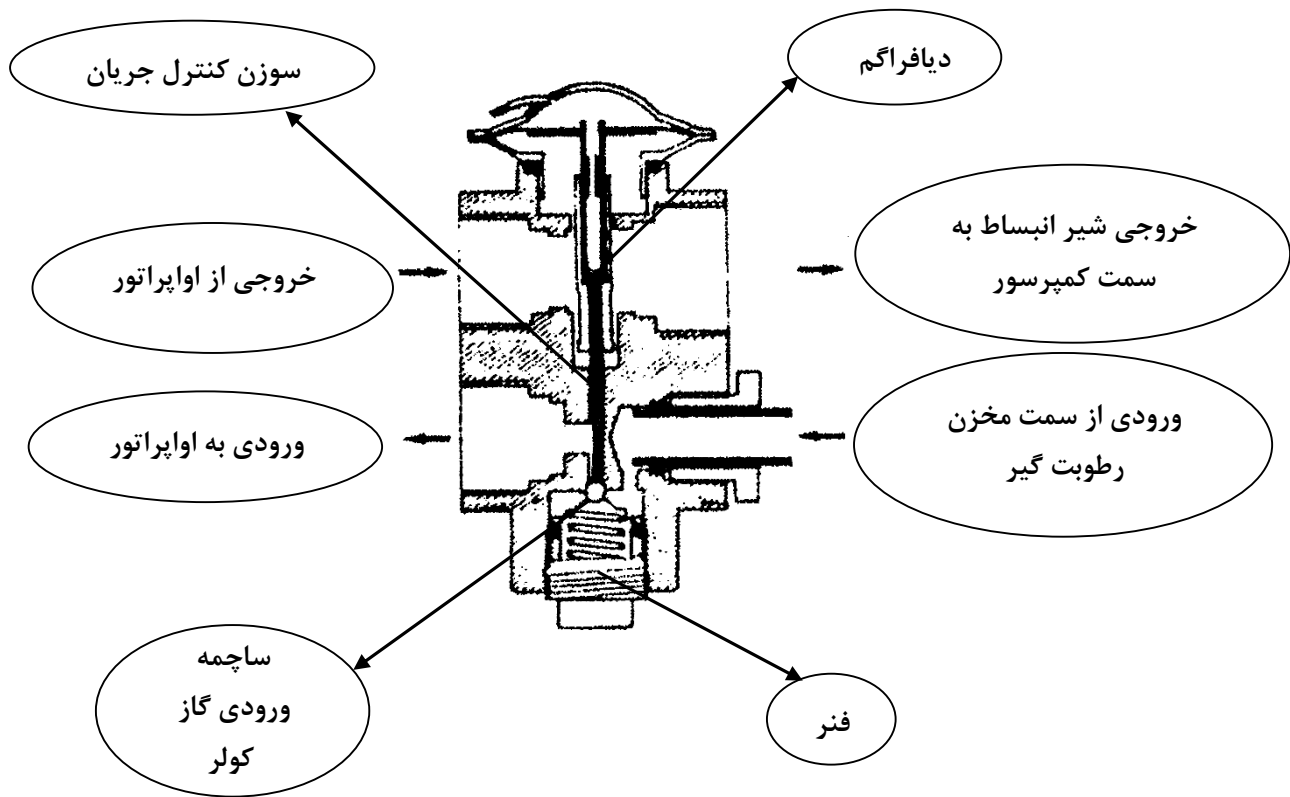 سوزن کنترل جریان
دیافراگم
خروجی از اواپراتور
خروجی شیر انبساط به
سمت کمپرسور
ورودی به اواپراتور
ورودی از سمت مخزن
رطوبت گیر
ساچمه
ورودی گاز
کولر
فنر